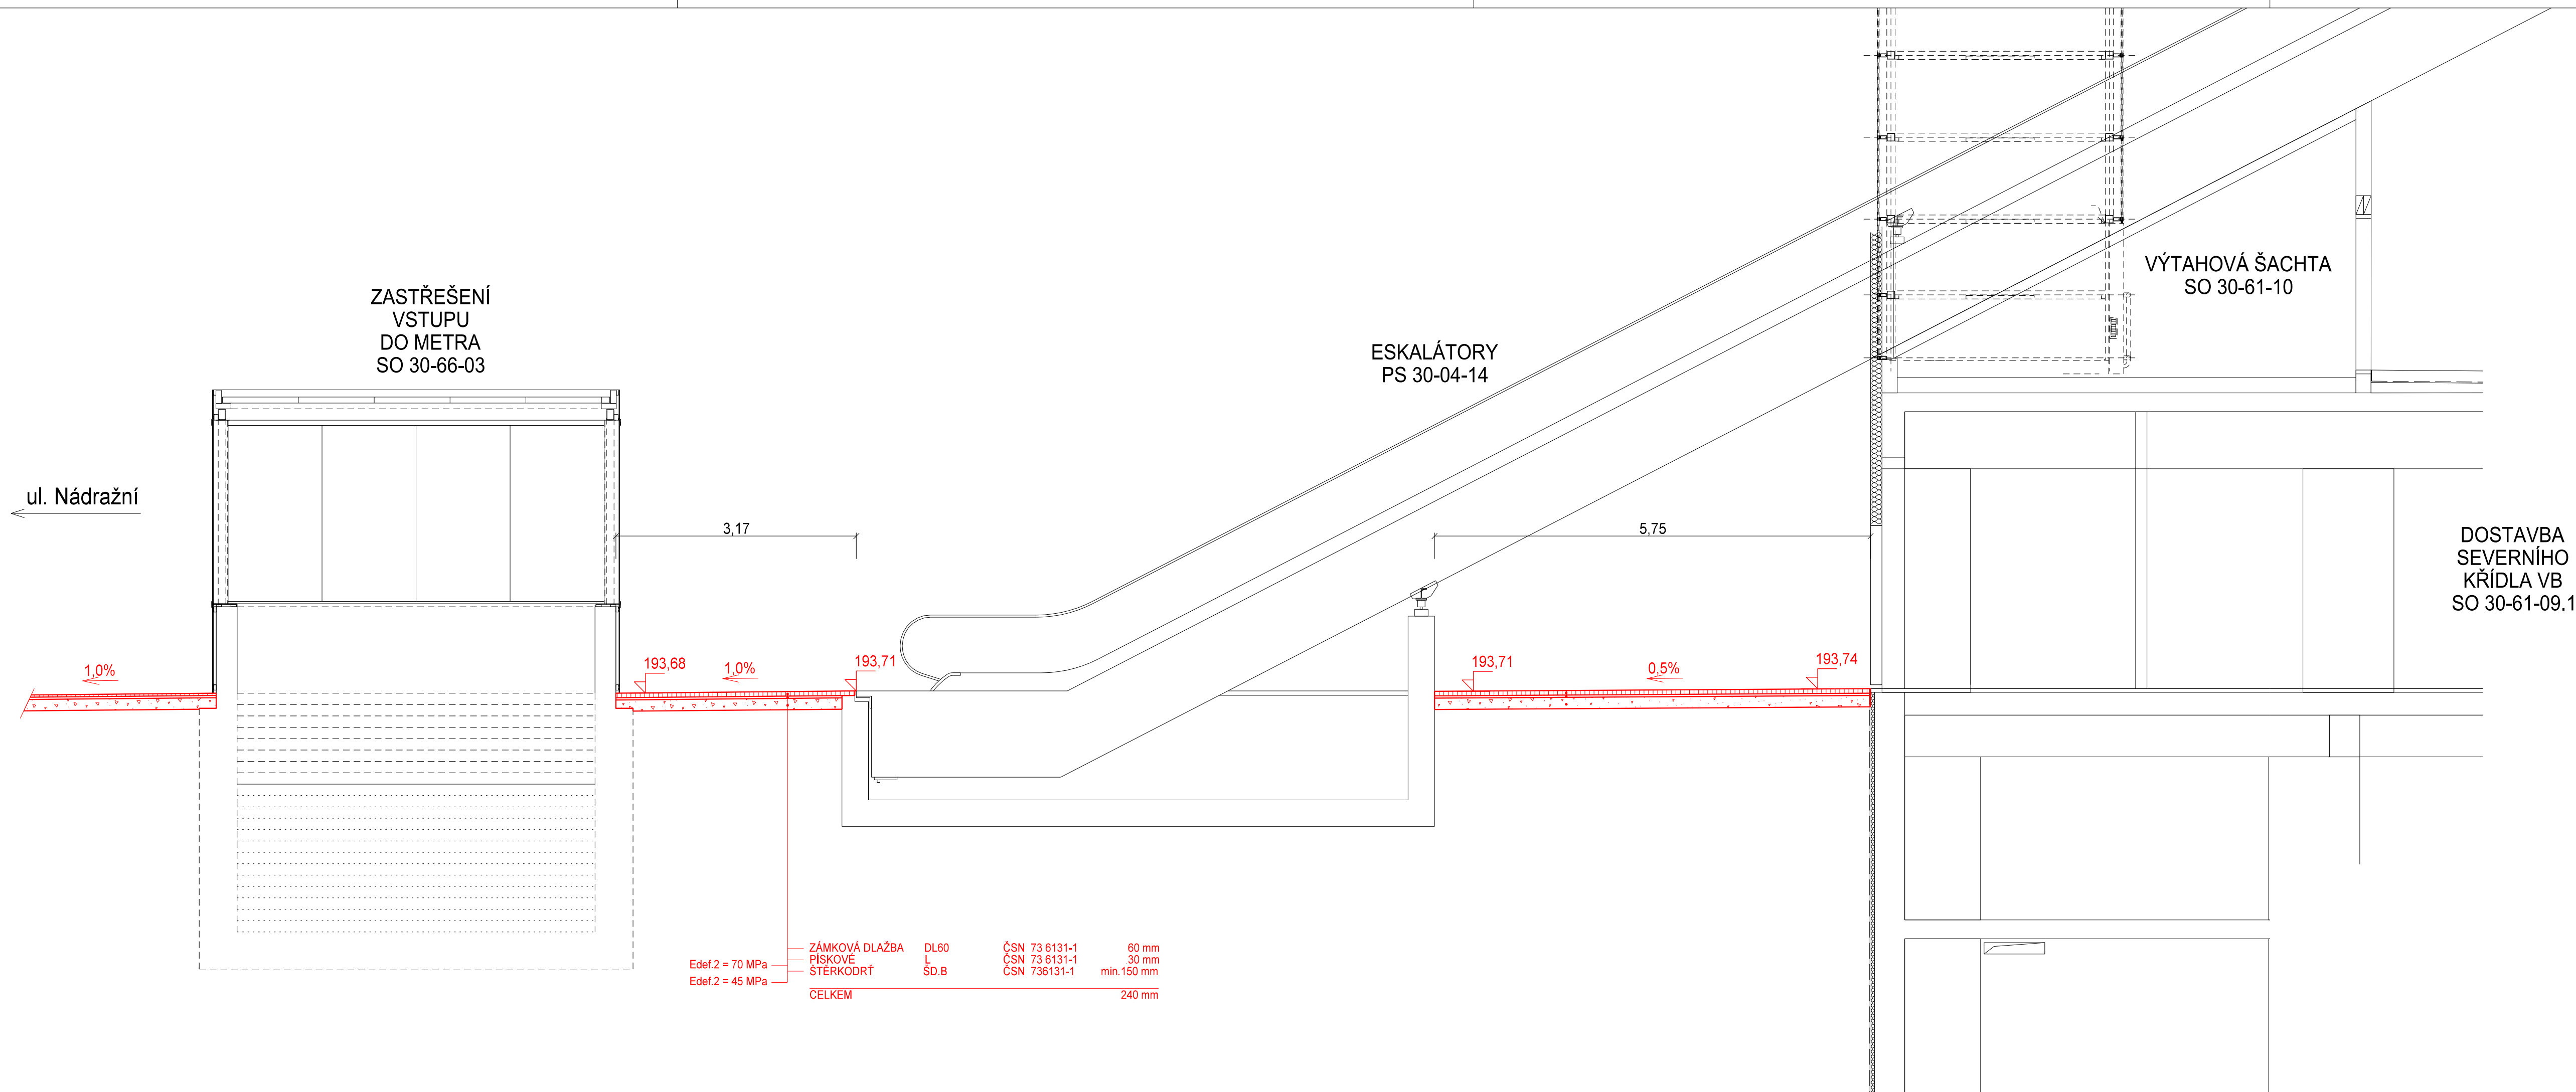 VÝTAHOVÁ ŠACHTA
SO 30-61-10
ZASTŘEŠENÍ
VSTUPU
DO METRA
SO 30-66-03
ESKALÁTORY
PS 30-04-14
ul. Nádražní
3,17
5,75
DOSTAVBA
SEVERNÍHO
KŘÍDLA VB
SO 30-61-09.1
1,0%
193,68
1,0%
193,71
193,71
0,5%
193,74
ZÁMKOVÁ DLAŽBA DL60 ČSN 73 6131-1 60 mm
PÍSKOVÉ L ČSN 73 6131-1 30 mm
ŠTĚRKODRŤ ŠD.B ČSN 736131-1 min.150 mm
Edef.2 = 70 MPa
Edef.2 = 45 MPa
CELKEM 240 mm